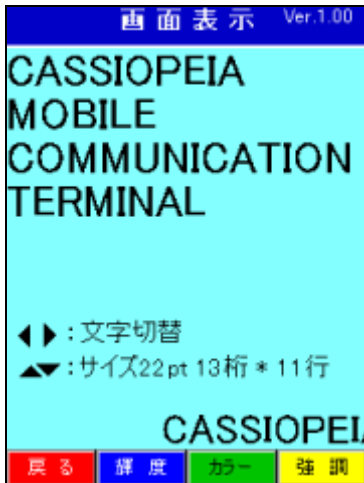 画面表示 Ver.1.00
CASSIOPEIA
MOBILE
COMMUNICATION
TERMINAL
◀▶:文字切替
▲▼:サイズ22pt 13桁*11行
CASSIOPEIA
戻る 輝度 カラー 強調